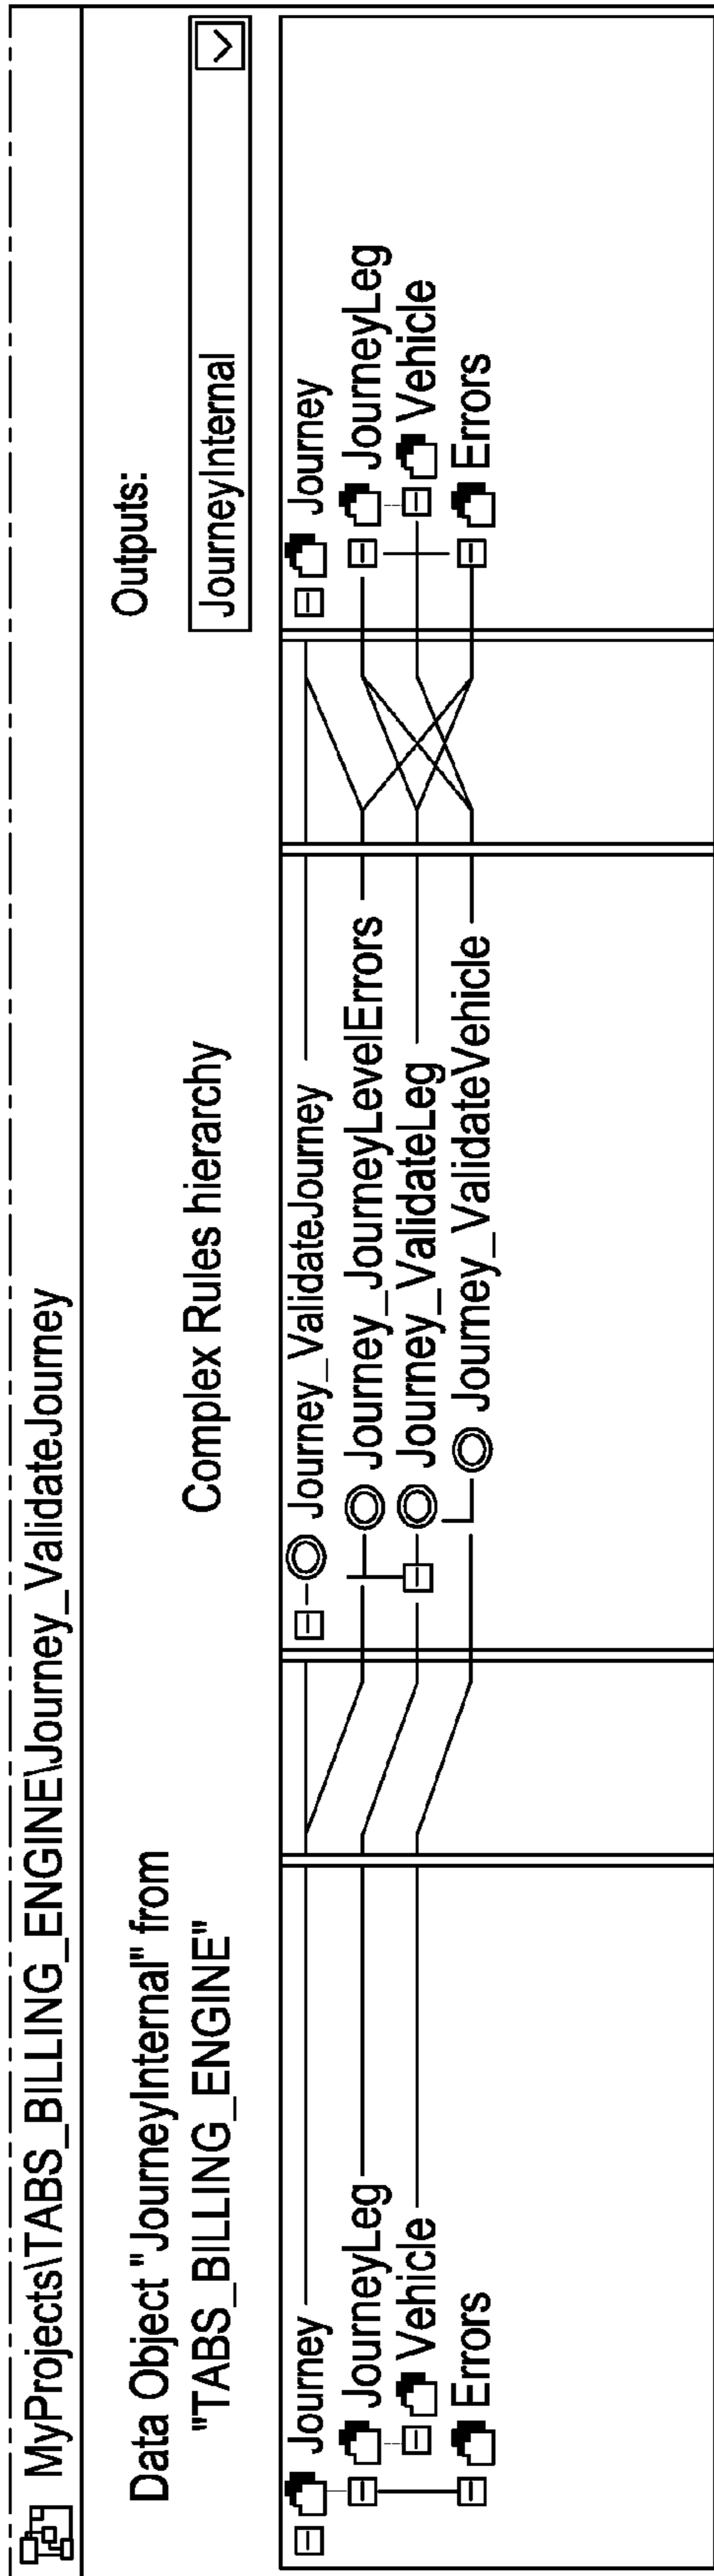 MyProjects\TABS_BILLING_ENGINE\Journey_ValidateJourney
Data Object "JourneyInternal" from
"TABS_BILLING_ENGINE"
Journey
JourneyLeg
Vehicle
Errors
Complex Rules hierarchy
Journey_ValidateJourney
Journey_JourneyLevelErrors
Journey_ValidateLeg
Journey_ValidateVehicle
Outputs:
JourneyInternal
Journey
JourneyLeg
Vehicle
Errors